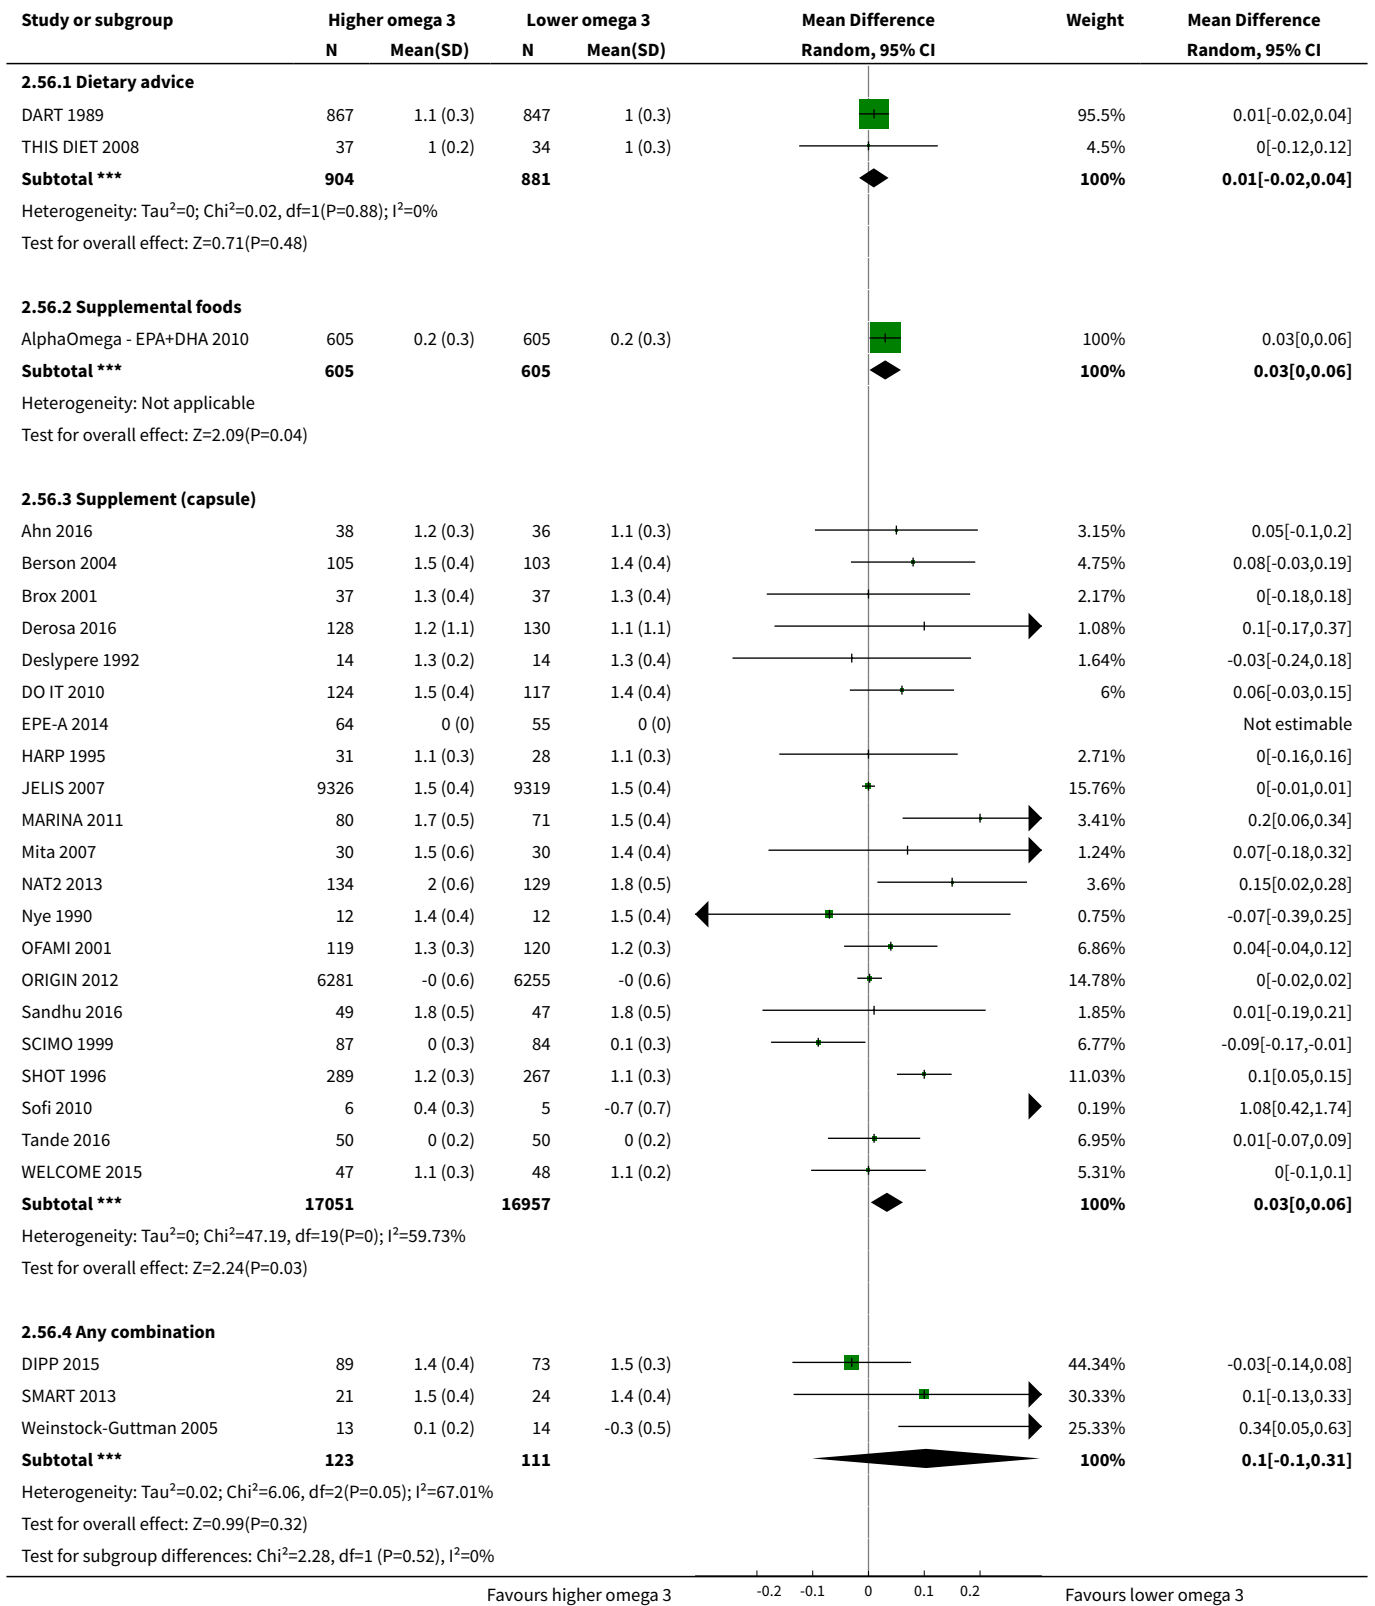 Study or subgroup Higher omega 3 Lower omega 3 Mean Difference Weight Mean Difference
N Mean(SD) N Mean(SD) Random, 95% CI Random, 95% CI
2.56.1 Dietary advice
DART 1989 867 1.1 (0.3) 847 1 (0.3) 95.5% 0.01[-0.02,0.04]
THIS DIET 2008 37 1 (0.2) 34 1 (0.3) 4.5% 0[-0.12,0.12]
Subtotal *** 904 881 100% 0.01[-0.02,0.04]
Heterogeneity: Tau²=0; Chi²=0.02, df=1(P=0.88); I²=0%
Test for overall effect: Z=0.71(P=0.48)
2.56.2 Supplemental foods
AlphaOmega - EPA+DHA 2010 605 0.2 (0.3) 605 0.2 (0.3) 100% 0.03[0,0.06]
Subtotal *** 605 605 100% 0.03[0,0.06]
Heterogeneity: Not applicable
Test for overall effect: Z=2.09(P=0.04)
2.56.3 Supplement (capsule)
Ahn 2016 38 1.2 (0.3) 36 1.1 (0.3) 3.15% 0.05[-0.1,0.2]
Berson 2004 105 1.5 (0.4) 103 1.4 (0.4) 4.75% 0.08[-0.03,0.19]
Brox 2001 37 1.3 (0.4) 37 1.3 (0.4) 2.17% 0[-0.18,0.18]
Derosa 2016 128 1.2 (1.1) 130 1.1 (1.1) 1.08% 0.1[-0.17,0.37]
Deslypere 1992 14 1.3 (0.2) 14 1.3 (0.4) 1.64% -0.03[-0.24,0.18]
DO IT 2010 124 1.5 (0.4) 117 1.4 (0.4) 6% 0.06[-0.03,0.15]
EPE-A 2014 64 0 (0) 55 0 (0) Not estimable
HARP 1995 31 1.1 (0.3) 28 1.1 (0.3) 2.71% 0[-0.16,0.16]
JELIS 2007 9326 1.5 (0.4) 9319 1.5 (0.4) 15.76% 0[-0.01,0.01]
MARINA 2011 80 1.7 (0.5) 71 1.5 (0.4) 3.41% 0.2[0.06,0.34]
Mita 2007 30 1.5 (0.6) 30 1.4 (0.4) 1.24% 0.07[-0.18,0.32]
NAT2 2013 134 2 (0.6) 129 1.8 (0.5) 3.6% 0.15[0.02,0.28]
Nye 1990 12 1.4 (0.4) 12 1.5 (0.4) 0.75% -0.07[-0.39,0.25]
OFAMI 2001 119 1.3 (0.3) 120 1.2 (0.3) 6.86% 0.04[-0.04,0.12]
ORIGIN 2012 6281 -0 (0.6) 6255 -0 (0.6) 14.78% 0[-0.02,0.02]
Sandhu 2016 49 1.8 (0.5) 47 1.8 (0.5) 1.85% 0.01[-0.19,0.21]
SCIMO 1999 87 0 (0.3) 84 0.1 (0.3) 6.77% -0.09[-0.17,-0.01]
SHOT 1996 289 1.2 (0.3) 267 1.1 (0.3) 11.03% 0.1[0.05,0.15]
Sofi 2010 6 0.4 (0.3) 5 -0.7 (0.7) 0.19% 1.08[0.42,1.74]
Tande 2016 50 0 (0.2) 50 0 (0.2) 6.95% 0.01[-0.07,0.09]
WELCOME 2015 47 1.1 (0.3) 48 1.1 (0.2) 5.31% 0[-0.1,0.1]
Subtotal *** 17051 16957 100% 0.03[0,0.06]
Heterogeneity: Tau²=0; Chi²=47.19, df=19(P=0); I²=59.73%
Test for overall effect: Z=2.24(P=0.03)
2.56.4 Any combination
DIPP 2015 89 1.4 (0.4) 73 1.5 (0.3) 44.34% -0.03[-0.14,0.08]
SMART 2013 21 1.5 (0.4) 24 1.4 (0.4) 30.33% 0.1[-0.13,0.33]
Weinstock-Guttman 2005 13 0.1 (0.2) 14 -0.3 (0.5) 25.33% 0.34[0.05,0.63]
Subtotal *** 123 111 100% 0.1[-0.1,0.31]
Heterogeneity: Tau²=0.02; Chi²=6.06, df=2(P=0.05); I²=67.01%
Test for overall effect: Z=0.99(P=0.32)
Test for subgroup differences: Chi²=2.28, df=1 (P=0.52), I²=0%
Favours higher omega 3 -0.2 -0.1 0 0.1 0.2 Favours lower omega 3